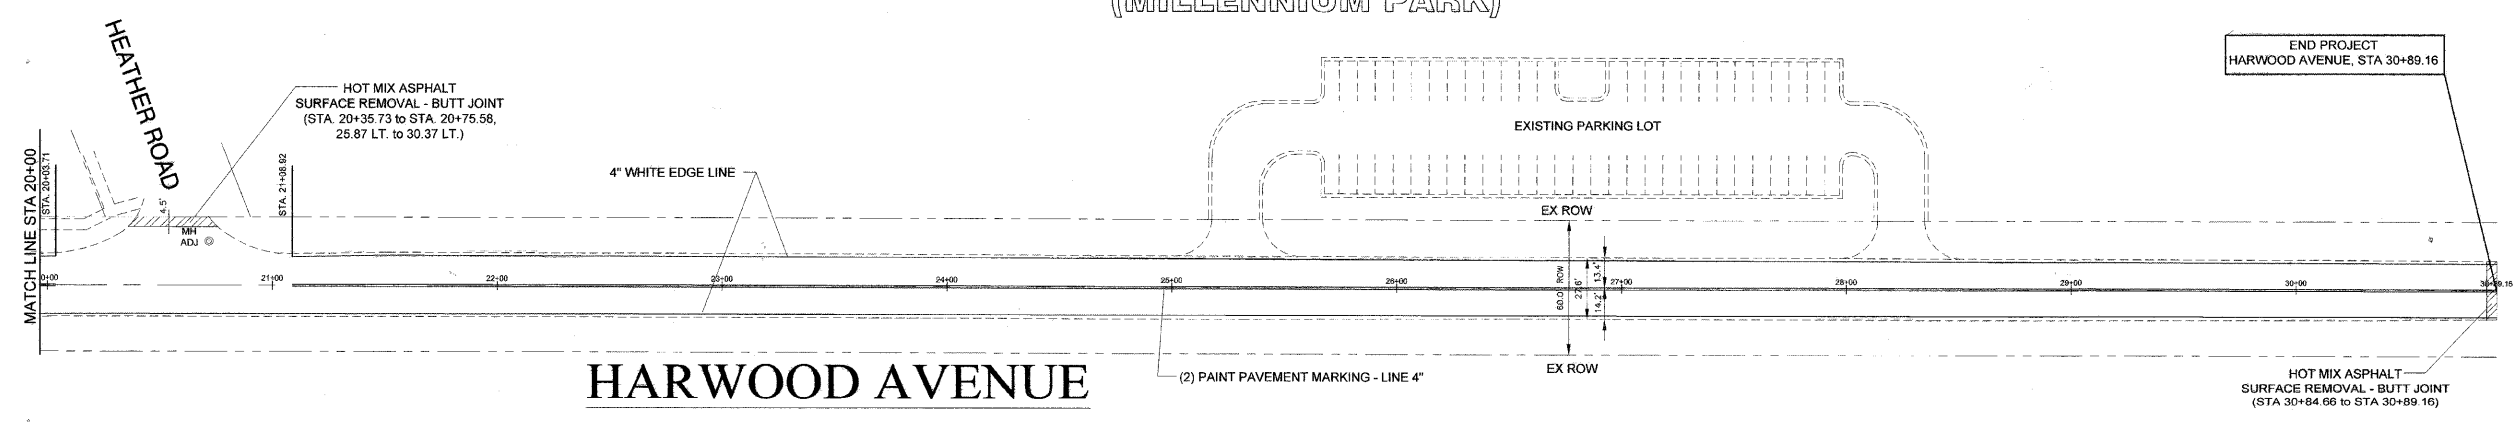 (MILLENNIUM PARK)
HEATHER ROAD
HOT MIX ASPHALT
SURFACE REMOVAL - BUTT JOINT
(STA. 20+35.73 to STA. 20+75.58,
25.87 LT. to 30.37 LT.)
END PROJECT
HARWOOD AVENUE, STA 30+89.16
EXISTING PARKING LOT
MATCH LINE STA 20+00
STA. 20+03.71
4.5'
MH
ADJ
STA. 21+08.92
4" WHITE EDGE LINE
EX ROW
0+00
21+00
22+00
23+00
24+00
25+00
26+00
60.0' ROW
27.6'
13.4'
14.2'
27+00
28+00
29+00
30+00
30+89.16
HARWOOD AVENUE
(2) PAINT PAVEMENT MARKING - LINE 4"
EX ROW
HOT MIX ASPHALT
SURFACE REMOVAL - BUTT JOINT
(STA 30+84.66 to STA 30+89.16)